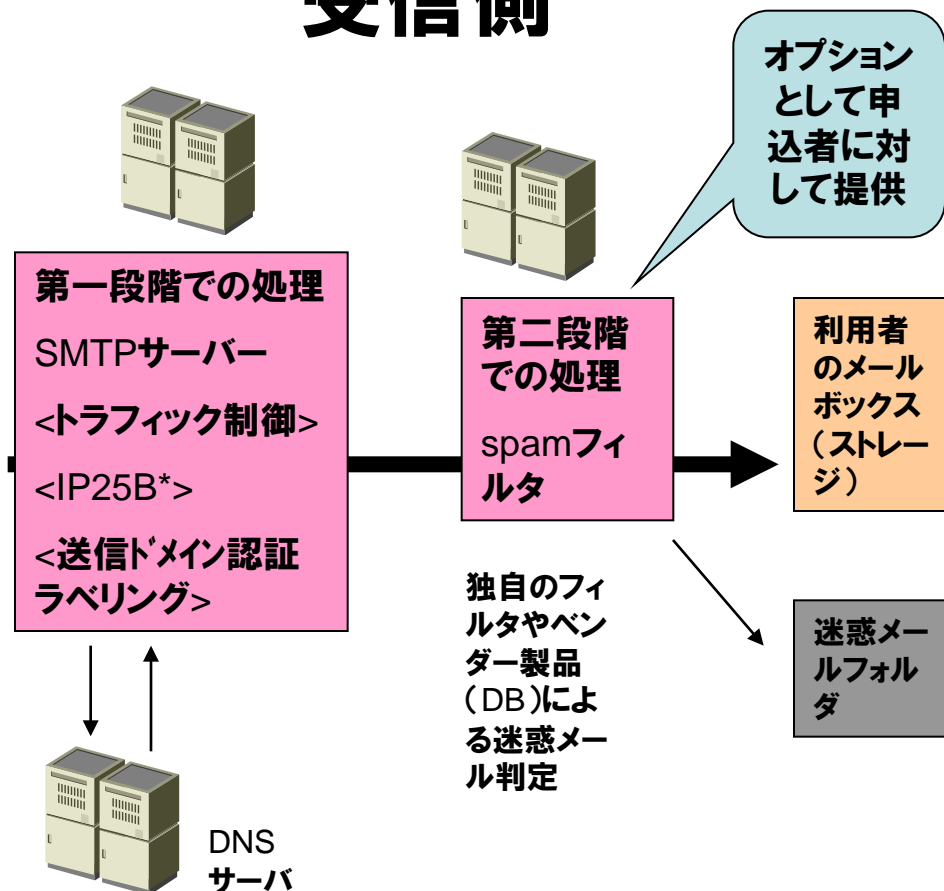 受信側
オプション
として申
込者に対
して提供
第一段階での処理
SMTPサーバー
<トラフィック制御>
<IP25B*>
<送信ドメイン認証
ラベリング>
第二段階
での処理
spamフィ
ルタ
利用者
のメール
ボックス
(ストレー
ジ)
独自のフィ
ルタやベン
ダー製品
(DB)によ
る迷惑メー
ル判定
迷惑メー
ルフォル
ダ
DNS
サーバ